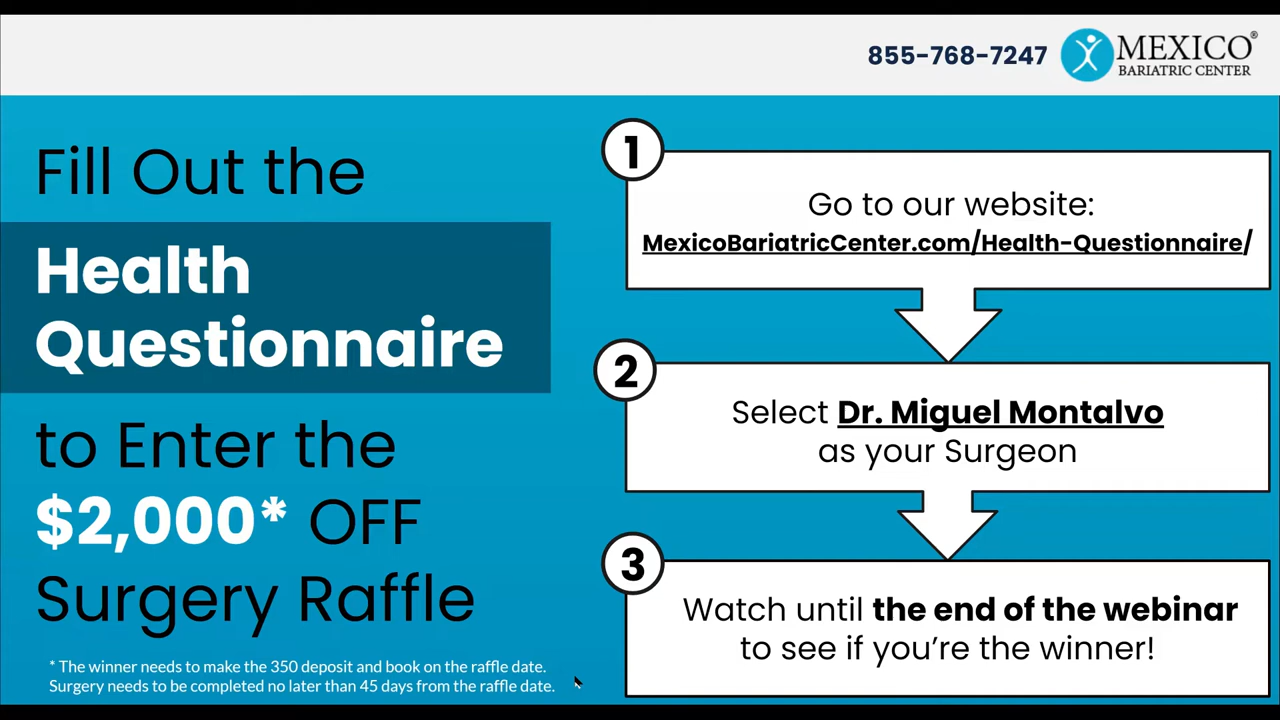 855-768-7247
MEXICO®
BARIATRIC CENTER
Fill Out the
Health
Questionnaire
to Enter the
$2,000* OFF
Surgery Raffle
* The winner needs to make the 350 deposit and book on the raffle date.
Surgery needs to be completed no later than 45 days from the raffle date.
1
Go to our website:
MexicoBariatricCenter.com/Health-Questionnaire/
2
Select Dr. Miguel Montalvo
as your Surgeon
3
Watch until the end of the webinar
to see if you're the winner!